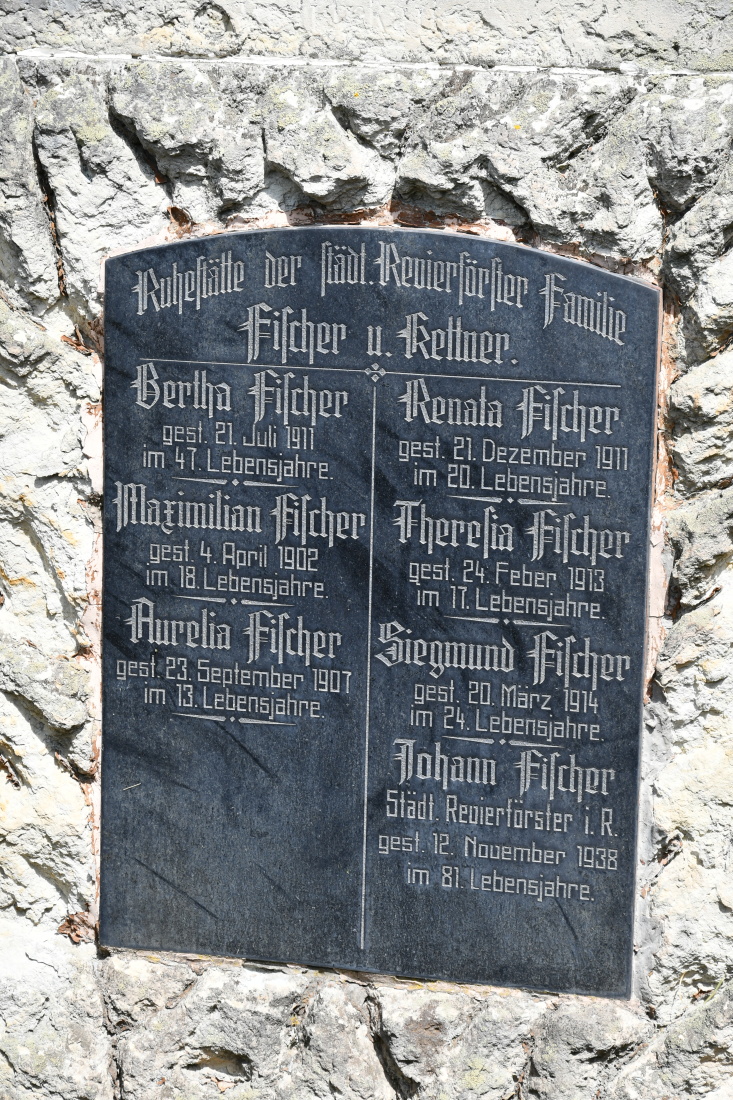 Ruhestätte der städt. Revierförster Familie
Fischer u. Kettner.
Bertha Fischer
gest. 21. Juli 1911
im 47. Lebensjahre.
Maximilian Fischer
gest. 4. April 1902
im 18. Lebensjahre.
Aurelia Fischer
gest. 23. September 1907
im 13. Lebensjahre.
Renata Fischer
gest. 21. Dezember 1911
im 20. Lebensjahre.
Theresia Fischer
gest. 24. Feber 1913
im 17. Lebensjahre.
Siegmund Fischer
gest. 20. März 1914
im 24. Lebensjahre.
Johann Fischer
Städt. Revierförster i. R.
gest. 12. November 1938
im 81. Lebensjahre.